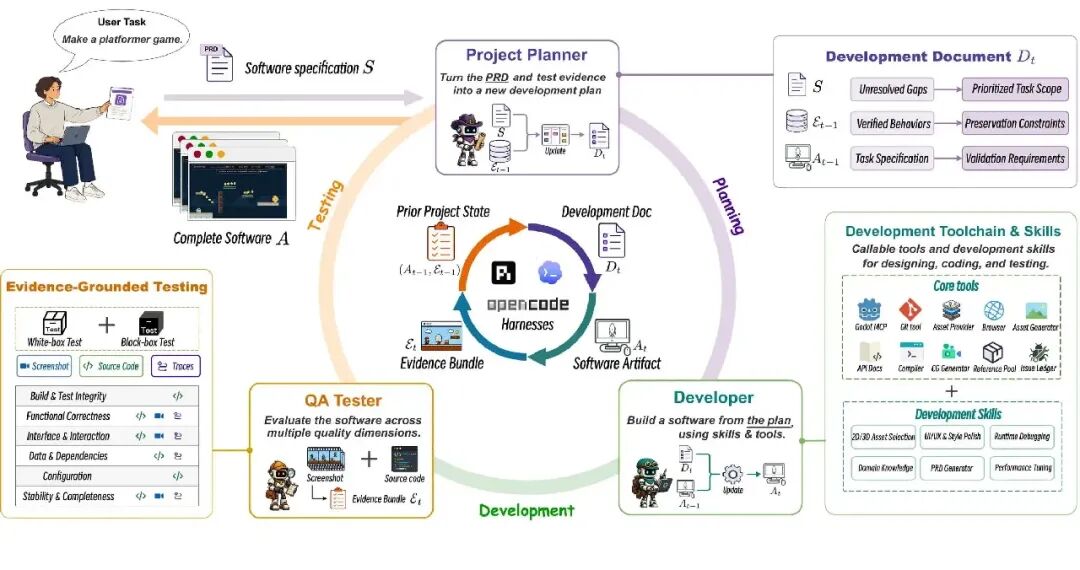 User Task
Make a platformer game.
PRD
Software specification S
Complete Software A
Project Planner
Turn the PRD and test evidence
into a new development plan
S
ℰt−1
Update
Dt
Development Document Dt
S
Unresolved Gaps
Prioritized Task Scope
ℰt−1
Verified Behaviors
Preservation Constraints
At−1
Task Specification
Validation Requirements
Testing
Planning
Development
Prior Project State
(At−1, ℰt−1)
Development Doc
Dt
opencode
Harnesses
ℰt
Evidence Bundle
At
Software Artifact
Evidence-Grounded Testing
Test
White-box Test
+
Test
Black-box Test
Screenshot
</> Source Code
Traces
Build & Test Integrity
</>
Functional Correctness
</>
Interface & Interaction
</>
Data & Dependencies
</>
Configuration
</>
Stability & Completeness
</>
QA Tester
Evaluate the software across
multiple quality dimensions.
Screenshot
+
Source code
Evidence Bundle ℰt
Developer
Build a software from the plan
using skills & tools.
Dt
At−1
Update
At
Development Toolchain & Skills
Callable tools and development skills
for designing, coding, and testing.
Core tools
Godot MCP
Git tool
Asset Provider
Browser
Asset Generator
API Docs
Compiler
CG Generator
Reference Pool
Issue Ledger
+
Development Skills
2D/3D Asset Selection
UI/UX & Style Polish
Runtime Debugging
Domain Knowledge
PRD Generator
Performance Tuning